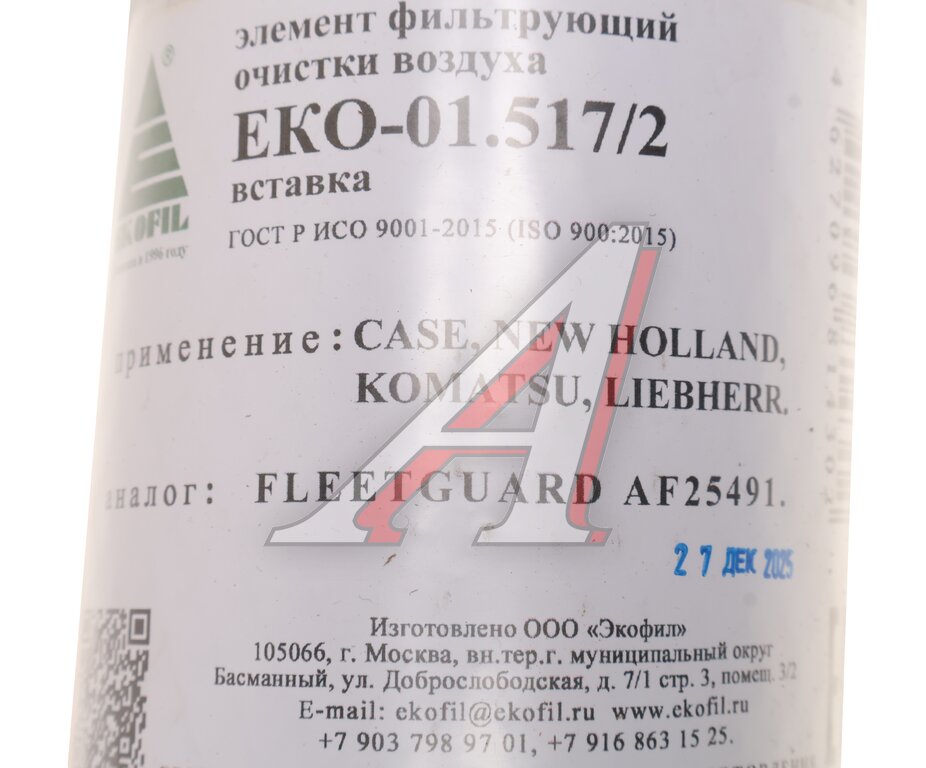 элемент фильтрующий
очистки воздуха
ЕКО-01.517/2
вставка
ГОСТ Р ИСО 9001-2015 (ISO 900:2015)
®
EKOFIL
в 1996 году
применение: CASE, NEW HOLLAND,
KOMATSU, LIEBHERR.
аналог: FLEETGUARD AF25491.
27 ДЕК 2025
Изготовлено ООО «Экофил»
105066, г. Москва, вн.тер.г. муниципальный округ
Басманный, ул. Доброслободская, д. 7/1 стр. 3, помещ. 3/2
E-mail: ekofil@ekofil.ru www.ekofil.ru
+7 903 798 97 01, +7 916 863 15 25.